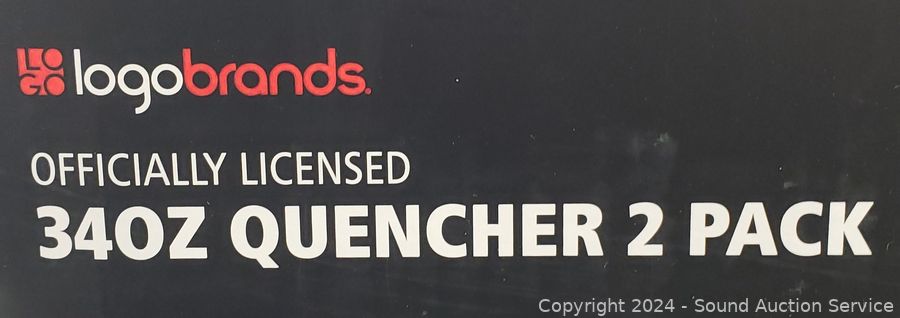 LOGO logobrands.
OFFICIALLY LICENSED
34OZ QUENCHER 2 PACK
Copyright 2024 - Sound Auction Service